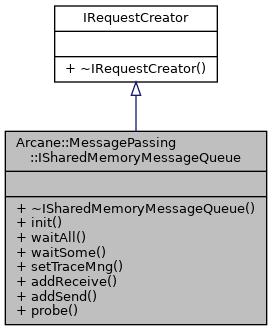 IRequestCreator
+ ~IRequestCreator()
Arcane::MessagePassing
::ISharedMemoryMessageQueue
+ ~ISharedMemoryMessageQueue()
+ init()
+ waitAll()
+ waitSome()
+ setTraceMng()
+ addReceive()
+ addSend()
+ probe()